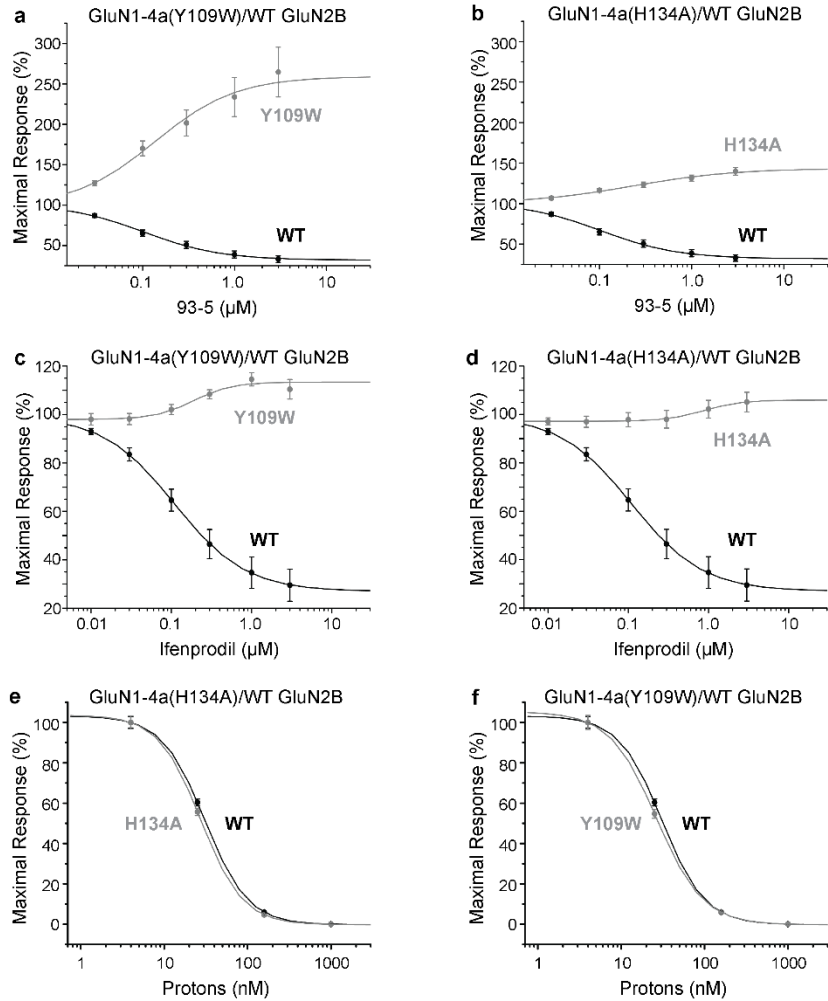 a GluN1-4a(Y109W)/WT GluN2B
Maximal Response (%)
300
250
200
150
100
50
Y109W
WT
0.1 1.0 10
93-5 (µM)
b GluN1-4a(H134A)/WT GluN2B
Maximal Response (%)
300
250
200
150
100
50
H134A
WT
0.1 1.0 10
93-5 (µM)
c GluN1-4a(Y109W)/WT GluN2B
Maximal Response (%)
120
100
80
60
40
20
Y109W
WT
0.01 0.1 1.0 10
Ifenprodil (µM)
d GluN1-4a(H134A)/WT GluN2B
Maximal Response (%)
120
100
80
60
40
20
H134A
WT
0.01 0.1 1.0 10
Ifenprodil (µM)
e GluN1-4a(H134A)/WT GluN2B
Maximal Response (%)
100
80
60
40
20
0
H134A WT
1 10 100 1000
Protons (nM)
f GluN1-4a(Y109W)/WT GluN2B
Maximal Response (%)
100
80
60
40
20
0
Y109W WT
1 10 100 1000
Protons (nM)